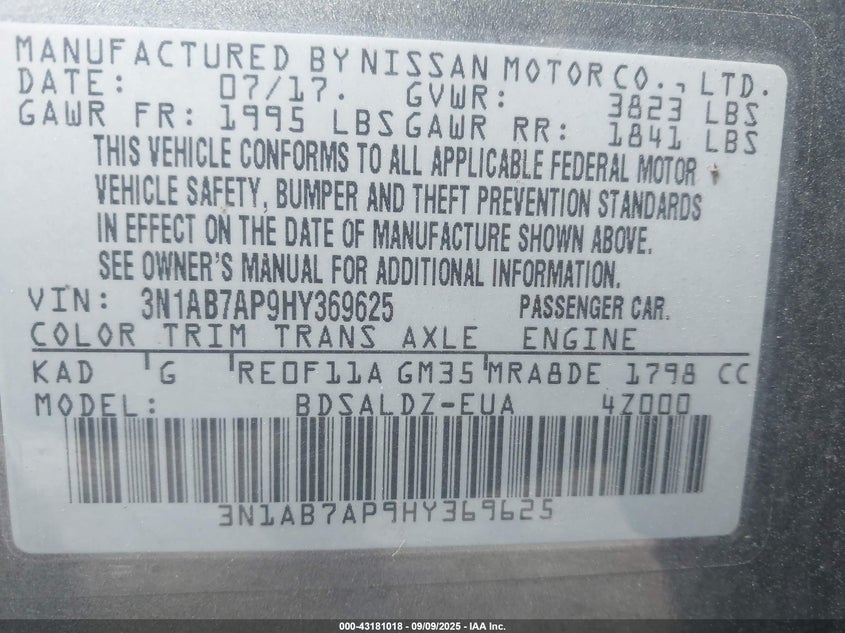 MANUFACTURED BY NISSAN MOTOR CO., LTD.
DATE: 07/17. GVWR: 3823 LBS
GAWR FR: 1995 LBS GAWR RR: 1841 LBS
THIS VEHICLE CONFORMS TO ALL APPLICABLE FEDERAL MOTOR
VEHICLE SAFETY, BUMPER AND THEFT PREVENTION STANDARDS
IN EFFECT ON THE DATE OF MANUFACTURE SHOWN ABOVE.
SEE OWNER'S MANUAL FOR ADDITIONAL INFORMATION.
VIN: 3N1AB7AP9HY369625 PASSENGER CAR.
COLOR TRIM TRANS AXLE ENGINE
KAD G RE0F11A GM35 MRA8DE 1798 CC
MODEL: BDSALDZ-EUA 4Z000
3N1AB7AP9HY369625
000-43181018 - 09/09/2025 - IAA Inc.